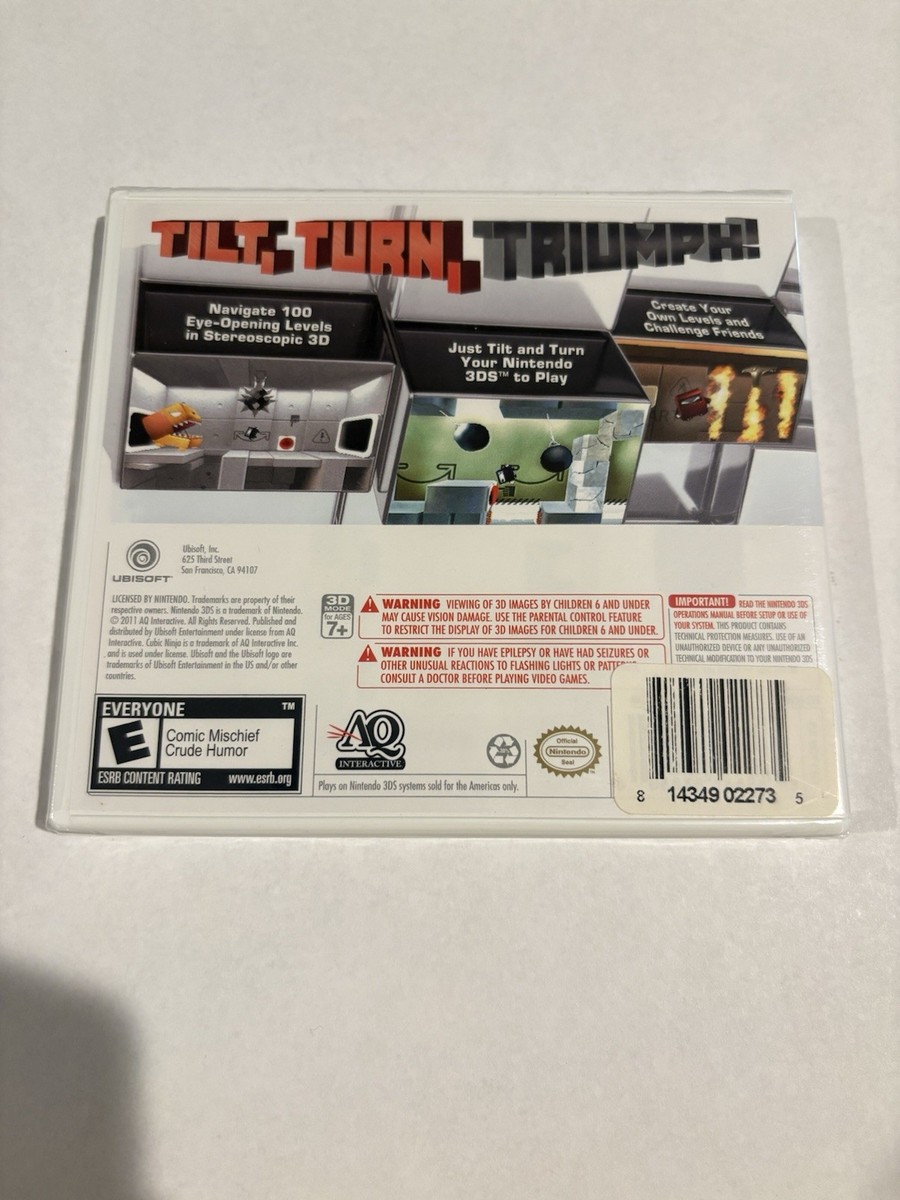 TILT, TURN, TRIUMPH!
Navigate 100
Eye-Opening Levels
in Stereoscopic 3D
Just Tilt and Turn
Your Nintendo
3DS™ to Play
Create Your
Own Levels and
Challenge Friends
UBISOFT™
Ubisoft, Inc.
625 Third Street
San Francisco, CA 94107
LICENSED BY NINTENDO. Trademarks are property of their
respective owners. Nintendo 3DS is a trademark of Nintendo.
© 2011 AQ Interactive. All Rights Reserved. Published and
distributed by Ubisoft Entertainment under license from AQ
Interactive. Cubic Ninja is a trademark of AQ Interactive Inc.
and is used under license. Ubisoft and the Ubisoft logo are
trademarks of Ubisoft Entertainment in the US and/or other
countries.
3D
MODE
for AGES
7+
WARNING VIEWING OF 3D IMAGES BY CHILDREN 6 AND UNDER
MAY CAUSE VISION DAMAGE. USE THE PARENTAL CONTROL FEATURE
TO RESTRICT THE DISPLAY OF 3D IMAGES FOR CHILDREN 6 AND UNDER.
WARNING IF YOU HAVE EPILEPSY OR HAVE HAD SEIZURES OR
OTHER UNUSUAL REACTIONS TO FLASHING LIGHTS OR
CONSULT A DOCTOR BEFORE PLAYING VIDEO GAMES.
IMPORTANT! READ THE NINTENDO 3DS
OPERATIONS MANUAL BEFORE SETUP OR USE OF
YOUR SYSTEM. THIS PRODUCT CONTAINS
TECHNICAL PROTECTION MEASURES. USE OF AN
UNAUTHORIZED DEVICE OR ANY UNAUTHORIZED
TECHNICAL MODIFICATION TO YOUR NINTENDO 3DS
EVERYONE ™
E
Comic Mischief
Crude Humor
ESRB CONTENT RATING www.esrb.org
AQ
INTERACTIVE
Plays on Nintendo 3DS systems sold for the Americas only.
Official
Nintendo
Seal
8 14349 02273 5